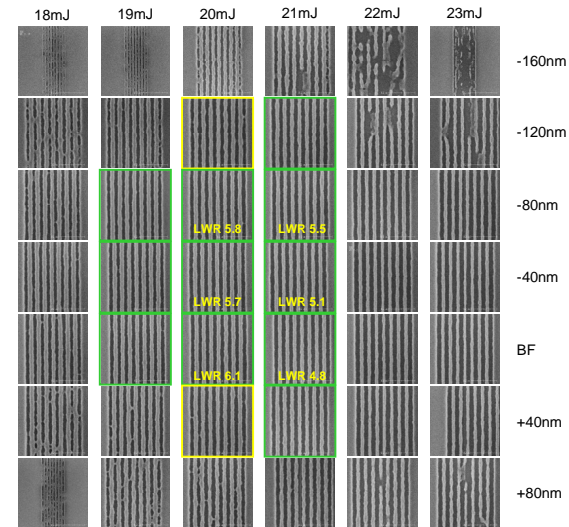 18mJ 19mJ 20mJ 21mJ 22mJ 23mJ
-160nm
-120nm
-80nm
LWR 5.8 LWR 5.5
-40nm
LWR 5.7 LWR 5.1
BF
LWR 6.1 LWR 4.8
+40nm
+80nm